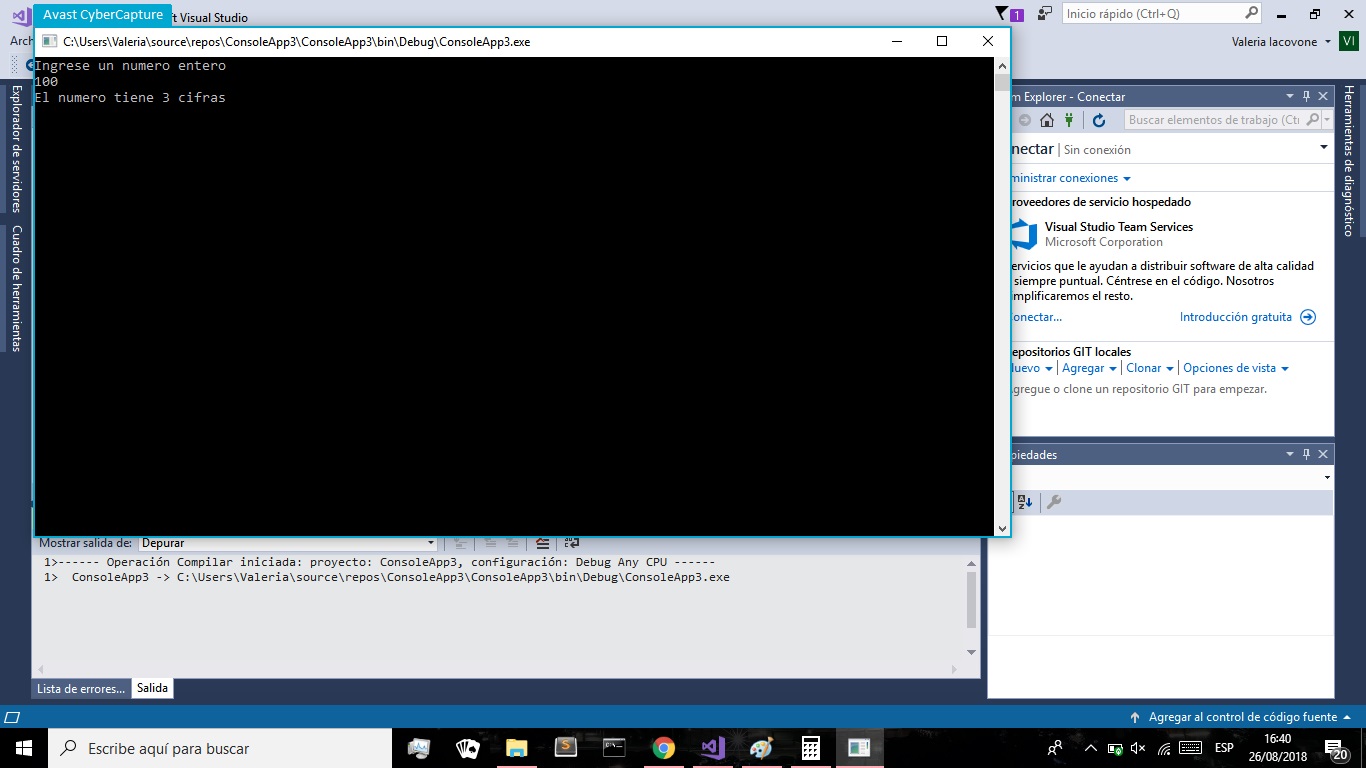 Avast CyberCapture
ft Visual Studio
1
Inicio rápido (Ctrl+Q)
Arch
Valeria Iacovone
VI
C:\Users\Valeria\source\repos\ConsoleApp3\ConsoleApp3\bin\Debug\ConsoleApp3.exe
Ingrese un numero entero
100
El numero tiene 3 cifras
Explorador de servidores
Cuadro de herramientas
m Explorer - Conectar
Buscar elementos de trabajo (Ctr
nectar | Sin conexión
ministrar conexiones
roveedores de servicio hospedado
Visual Studio Team Services
Microsoft Corporation
ervicios que le ayudan a distribuir software de alta calidad
siempre puntual. Céntrese en el código. Nosotros
mplificaremos el resto.
onectar...
Introducción gratuita
epositorios GIT locales
uevo | Agregar | Clonar | Opciones de vista
gregue o clone un repositorio GIT para empezar.
Herramientas de diagnóstico
piedades
Mostrar salida de: Depurar
1>------ Operación Compilar iniciada: proyecto: ConsoleApp3, configuración: Debug Any CPU ------
1>  ConsoleApp3 -> C:\Users\Valeria\source\repos\ConsoleApp3\ConsoleApp3\bin\Debug\ConsoleApp3.exe
Lista de errores...
Salida
Agregar al control de código fuente
Escribe aquí para buscar
ESP
16:40
26/08/2018
20